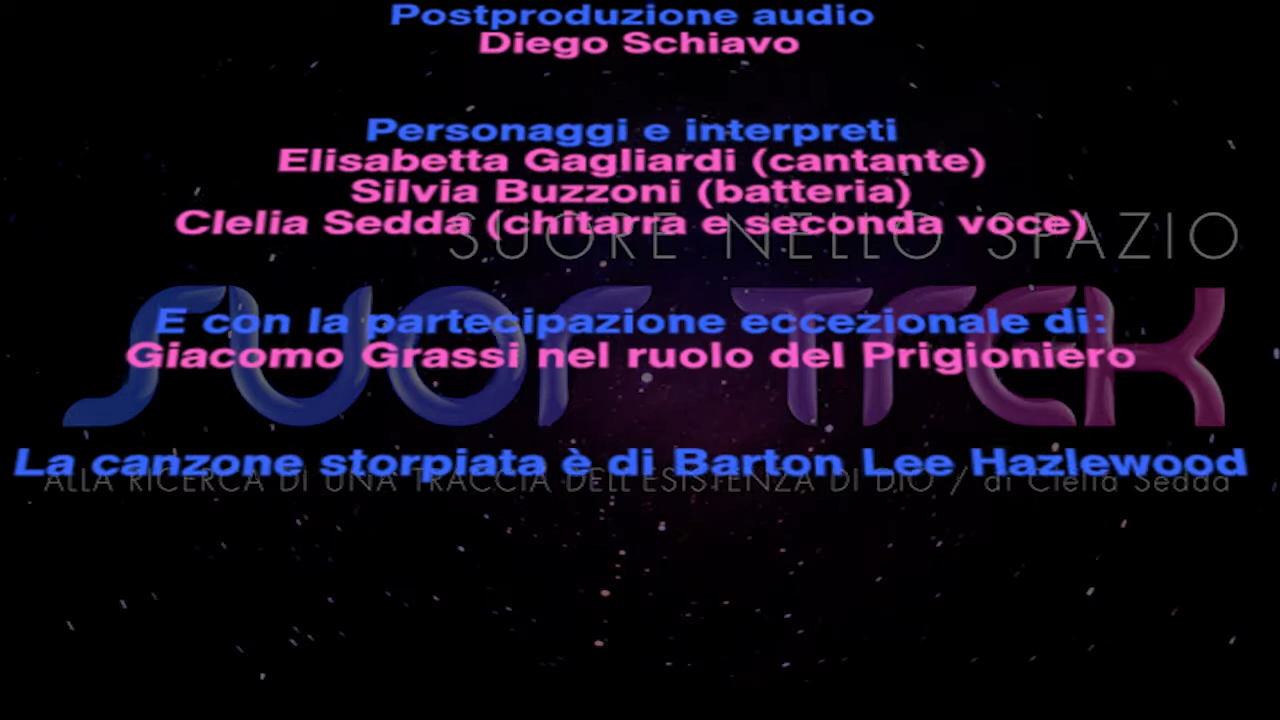 Postproduzione audio
Diego Schiavo
Personaggi e interpreti
Elisabetta Gagliardi (cantante)
Silvia Buzzoni (batteria)
Clelia Sedda (chitarra e seconda voce)
SUORE NELLO SPAZIO
E con la partecipazione eccezionale di:
Giacomo Grassi nel ruolo del Prigioniero
SUOR TREK
La canzone storpiata è di Barton Lee Hazlewood
ALLA RICERCA DI UNA TRACCIA DELL'ESISTENZA DI DIO / di Clelia Sedda